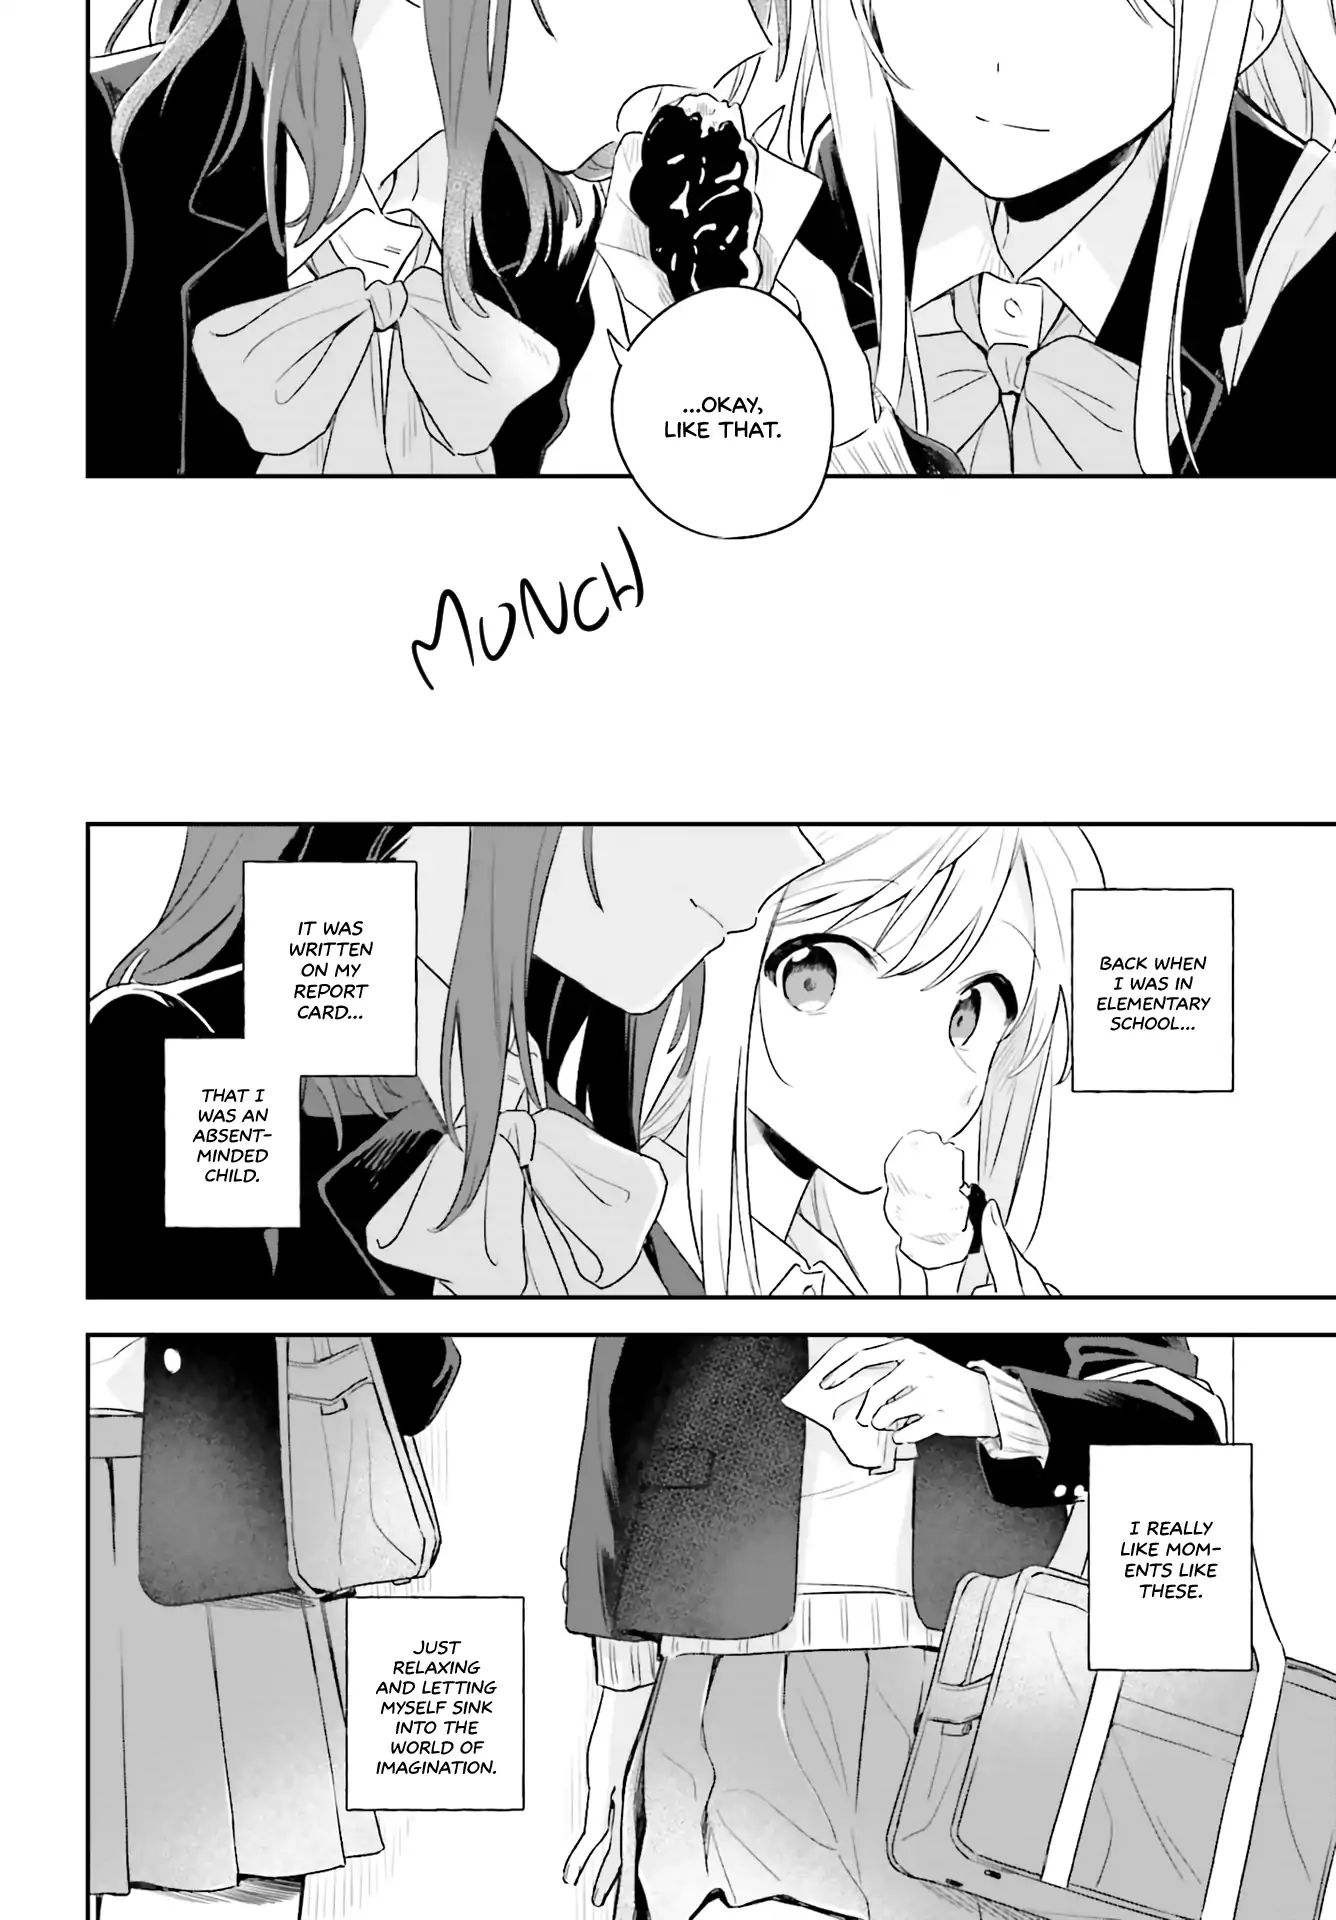 ...OKAY,
LIKE THAT.
MUNCH
BACK WHEN
I WAS IN
ELEMENTARY
SCHOOL...
IT WAS
WRITTEN
ON MY
REPORT
CARD...
THAT I
WAS AN
ABSENT-
MINDED
CHILD.
I REALLY
LIKE MOM-
ENTS LIKE
THESE.
JUST
RELAXING
AND LETTING
MYSELF SINK
INTO THE
WORLD OF
IMAGINATION.